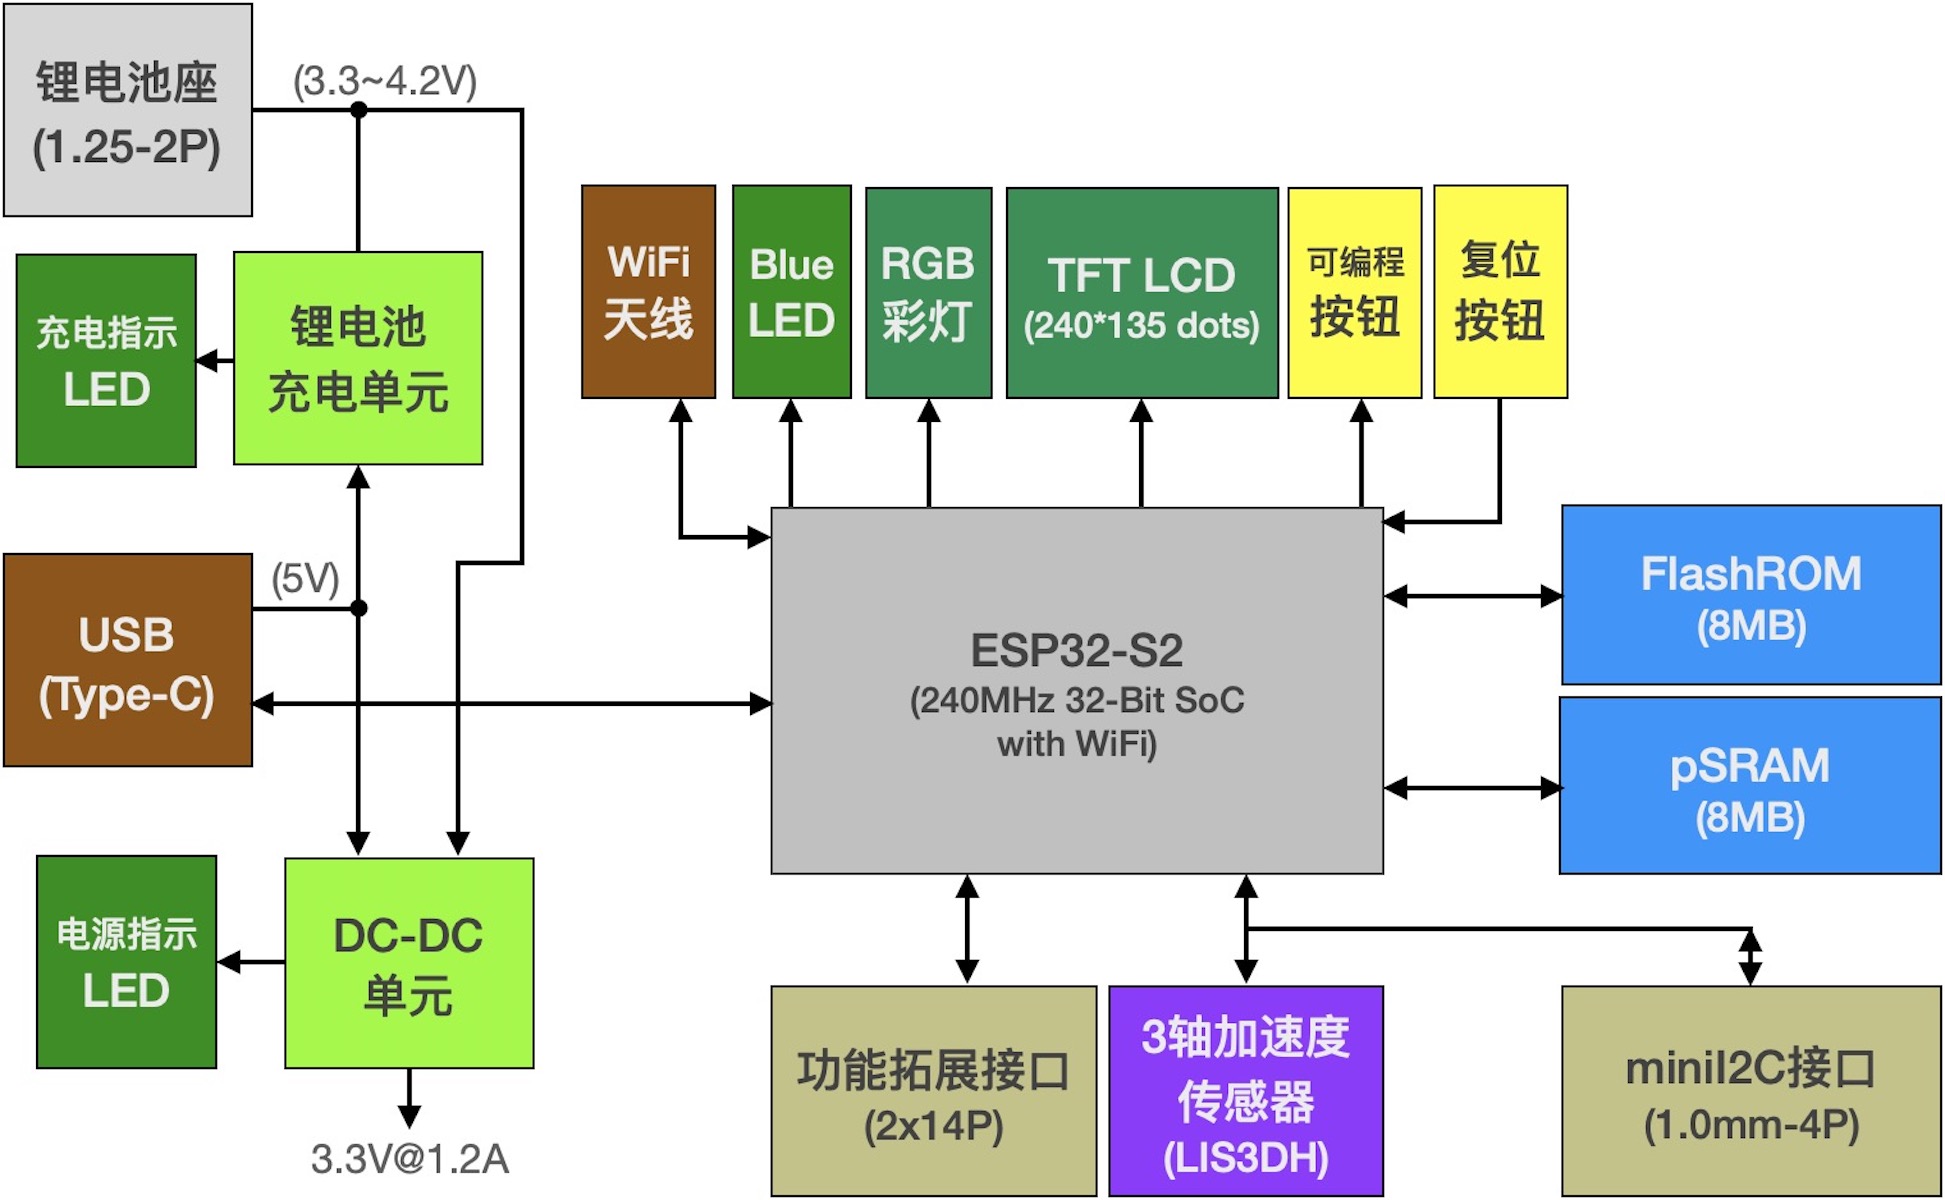 锂电池座
(1.25-2P)
(3.3~4.2V)
充电指示
LED
锂电池
充电单元
WiFi
天线
Blue
LED
RGB
彩灯
TFT LCD
(240*135 dots)
可编程
按钮
复位
按钮
USB
(Type-C)
(5V)
ESP32-S2
(240MHz 32-Bit SoC
with WiFi)
FlashROM
(8MB)
pSRAM
(8MB)
电源指示
LED
DC-DC
单元
3.3V@1.2A
功能拓展接口
(2x14P)
3轴加速度
传感器
(LIS3DH)
miniI2C接口
(1.0mm-4P)